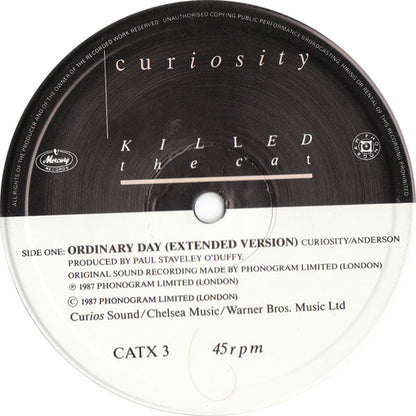 ALL RIGHTS OF THE PRODUCER AND OF THE OWNER OF THE RECORDED WORK RESERVED UNAUTHORISED COPYING PUBLIC PERFORMANCE BROADCASTING, HIRING OR RENTAL OF THIS RECORDING PROHIBITED
curiosity
KILLED
the cat
Mercury
RECORDS
PHONOGRAM
SIDE ONE: ORDINARY DAY (EXTENDED VERSION) CURIOSITY/ANDERSON
PRODUCED BY PAUL STAVELEY O'DUFFY.
ORIGINAL SOUND RECORDING MADE BY PHONOGRAM LIMITED (LONDON)
℗ 1987 PHONOGRAM LIMITED (LONDON)
© 1987 PHONOGRAM LIMITED (LONDON)
Curios Sound/Chelsea Music/Warner Bros. Music Ltd
CATX 3 45rpm